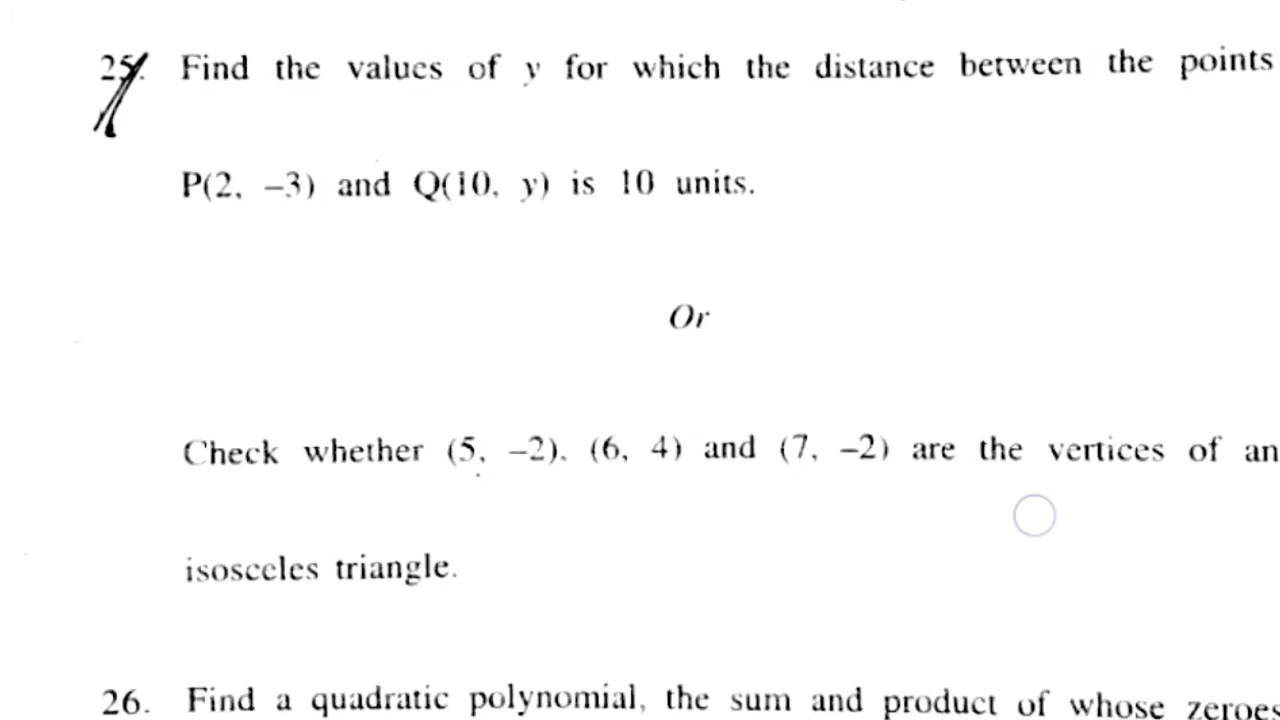 25. Find the values of y for which the distance between the points
P(2, –3) and Q(10, y) is 10 units.
Or
Check whether (5, –2), (6, 4) and (7, –2) are the vertices of an
isosceles triangle.
26. Find a quadratic polynomial, the sum and product of whose zeroes